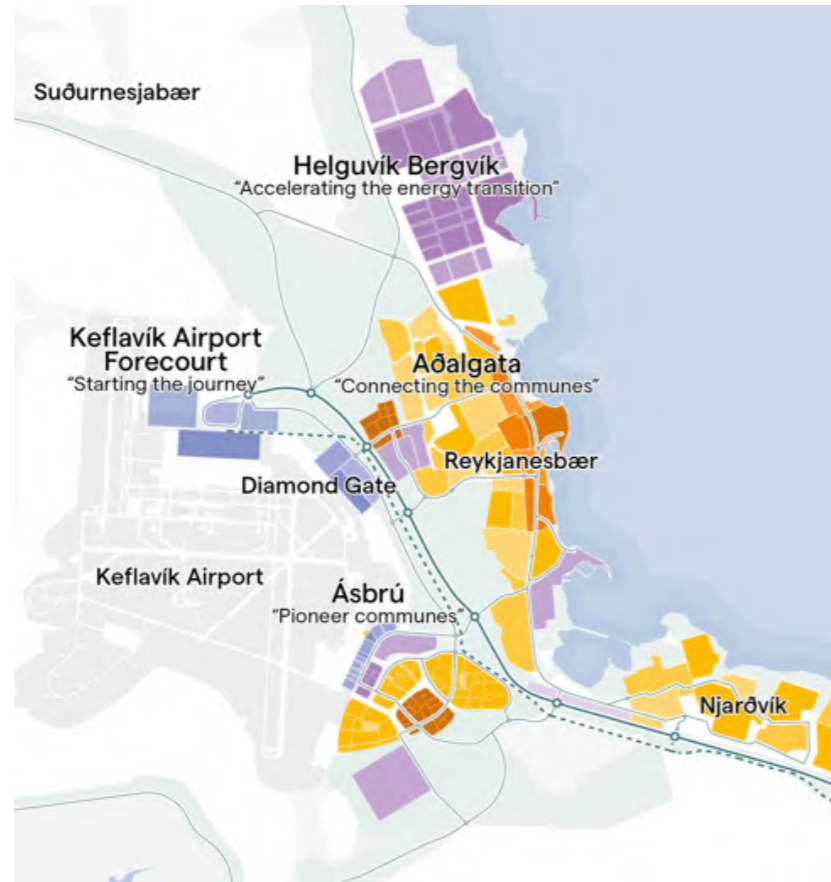 Suðurnesjabær
Helguvík Bergvík
“Accelerating the energy transition”
Keflavík Airport
Forecourt
“Starting the journey”
Aðalgata
“Connecting the communes”
Reykjanesbær
Diamond Gate
Keflavík Airport
Ásbrú
“Pioneer communes”
Njarðvík